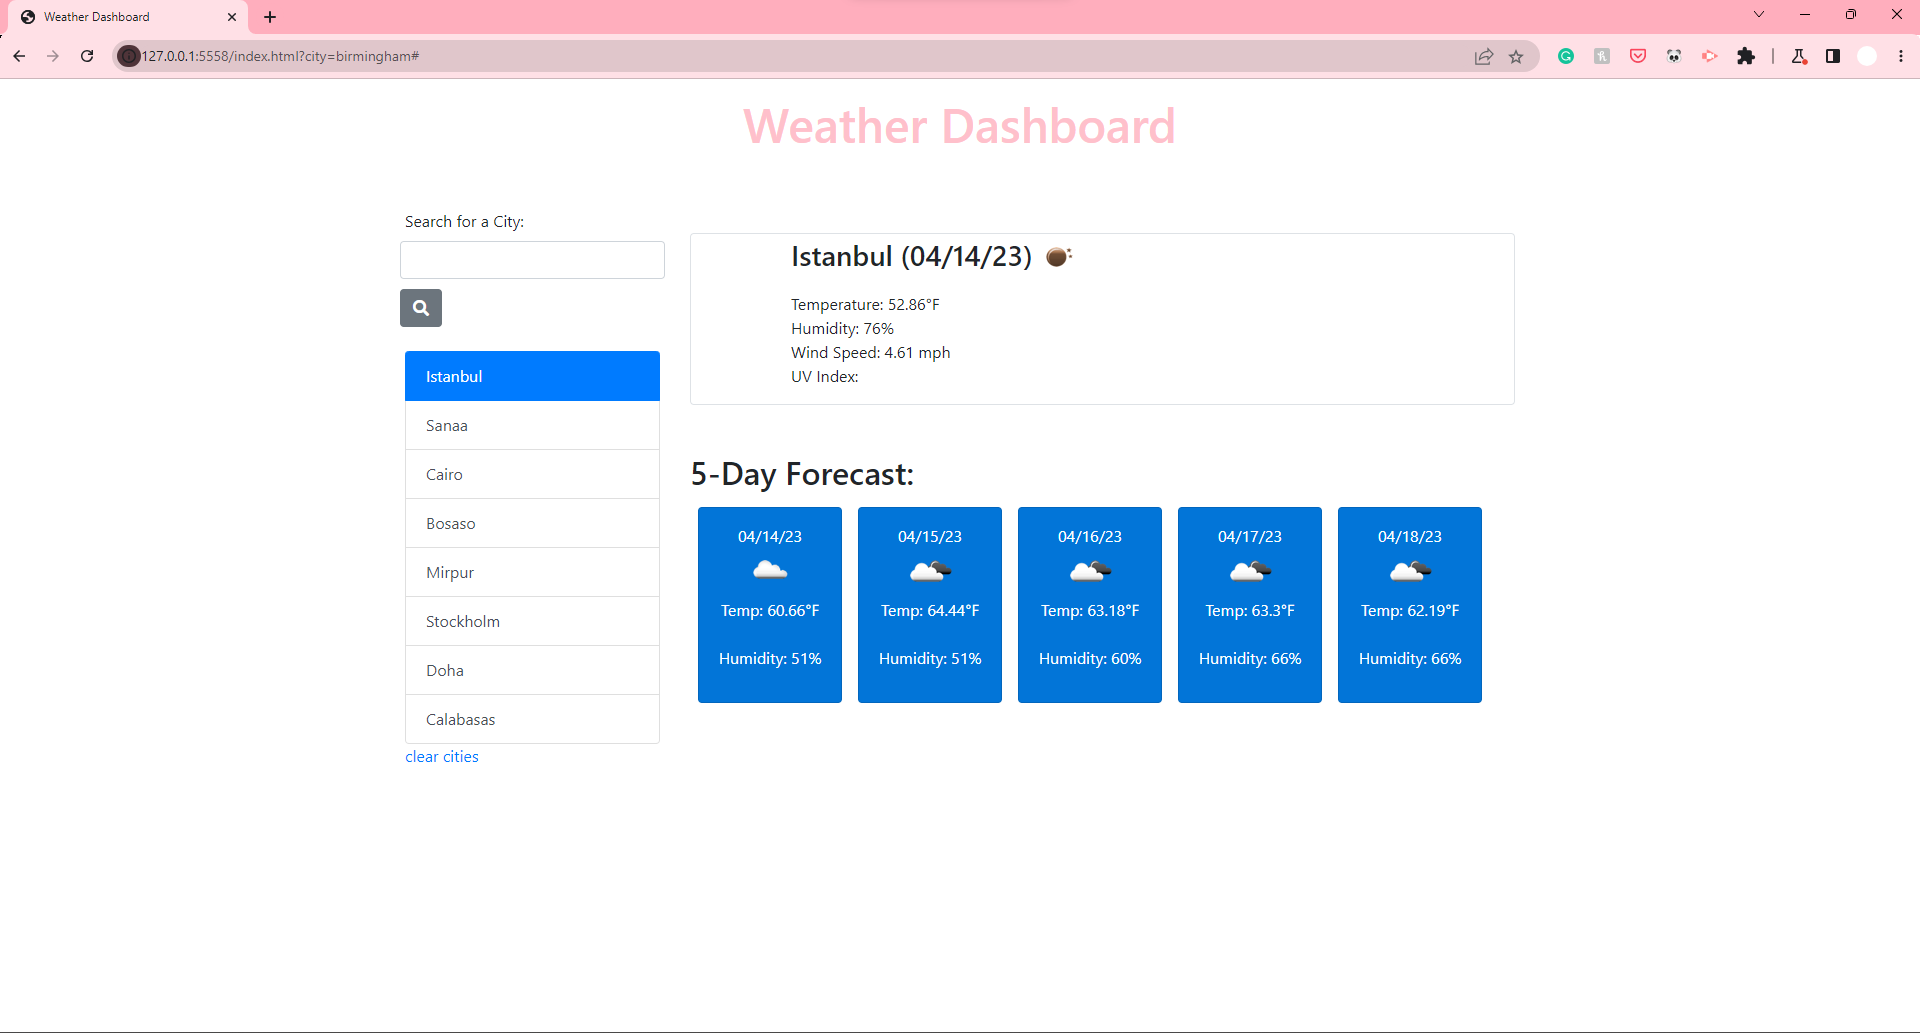 Weather Dashboard
127.0.0.1:5558/index.html?city=birmingham#
Weather Dashboard
Search for a City:
Istanbul
Sanaa
Cairo
Bosaso
Mirpur
Stockholm
Doha
Calabasas
clear cities
Istanbul (04/14/23)
Temperature: 52.86°F
Humidity: 76%
Wind Speed: 4.61 mph
UV Index:
5-Day Forecast:
04/14/23
Temp: 60.66°F
Humidity: 51%
04/15/23
Temp: 64.44°F
Humidity: 51%
04/16/23
Temp: 63.18°F
Humidity: 60%
04/17/23
Temp: 63.3°F
Humidity: 66%
04/18/23
Temp: 62.19°F
Humidity: 66%